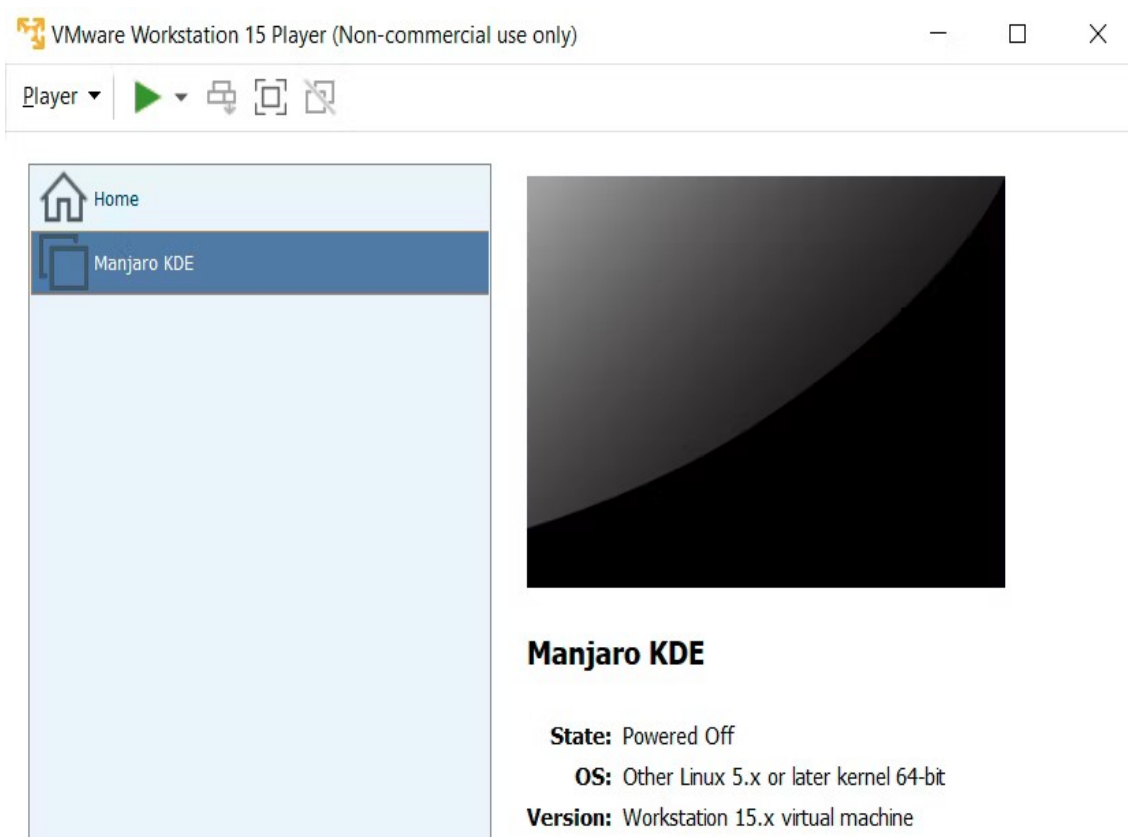 VMware Workstation 15 Player (Non-commercial use only)
Player
Home
Manjaro KDE
Manjaro KDE
State: Powered Off
OS: Other Linux 5.x or later kernel 64-bit
Version: Workstation 15.x virtual machine